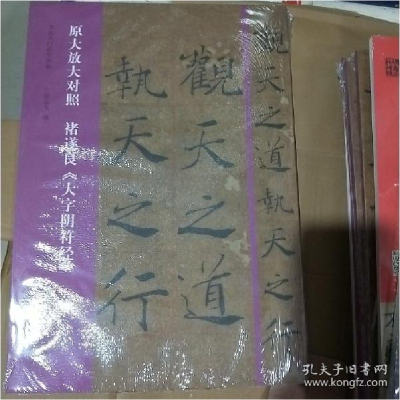 原大放大对照 褚遂良《大字阴符经》
觀天之道執天之行
觀天之道
執天之行
孔夫子旧书网
www.kongfz.com